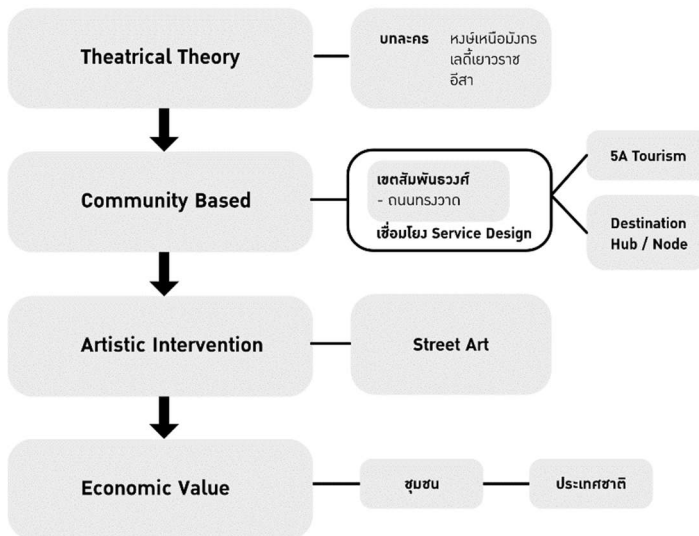 Theatrical Theory
บทละคร หงษ์เหนือมังกร
เลดี้เยาวราช
อีสา
Community Based
เขตสัมพันธวงศ์
- ถนนทรงวาด
เชื่อมโยง Service Design
5A Tourism
Destination
Hub / Node
Artistic Intervention
Street Art
Economic Value
ชุมชน
ประเทศชาติ